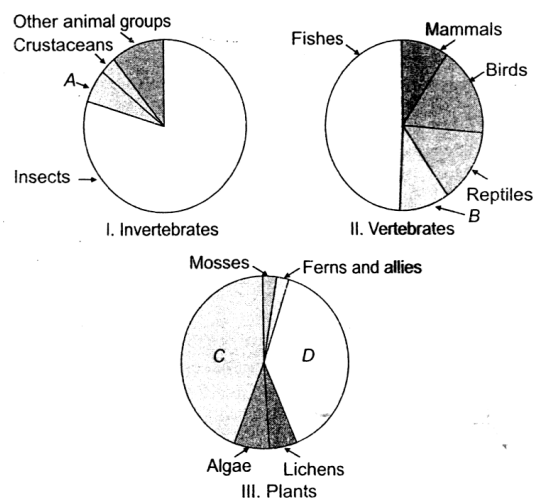 Other animal groups
Crustaceans
A
Insects
I. Invertebrates
Fishes
Mammals
Birds
Reptiles
B
II. Vertebrates
Mosses
Ferns and allies
C
D
Algae
Lichens
III. Plants